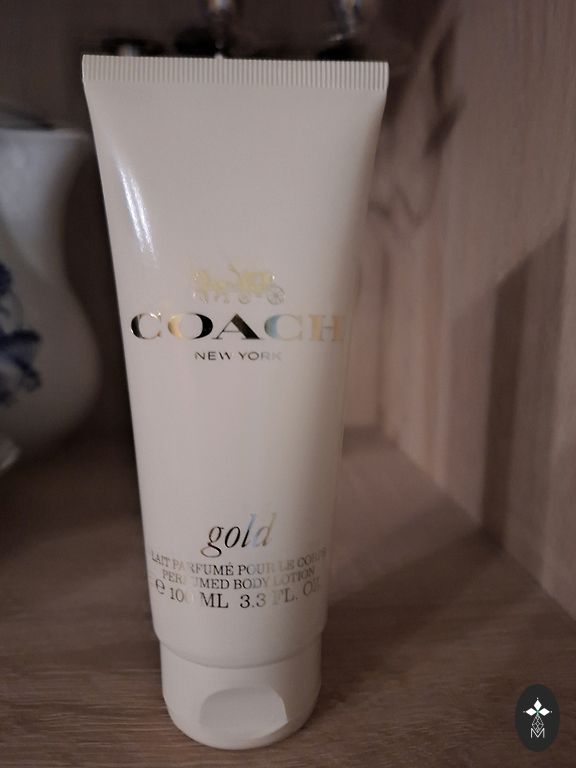 COACH
NEW YORK
gold
LAIT PARFUMÉ POUR LE CORPS
PERFUMED BODY LOTION
℮ 100 ML 3.3 FL. OZ.
M